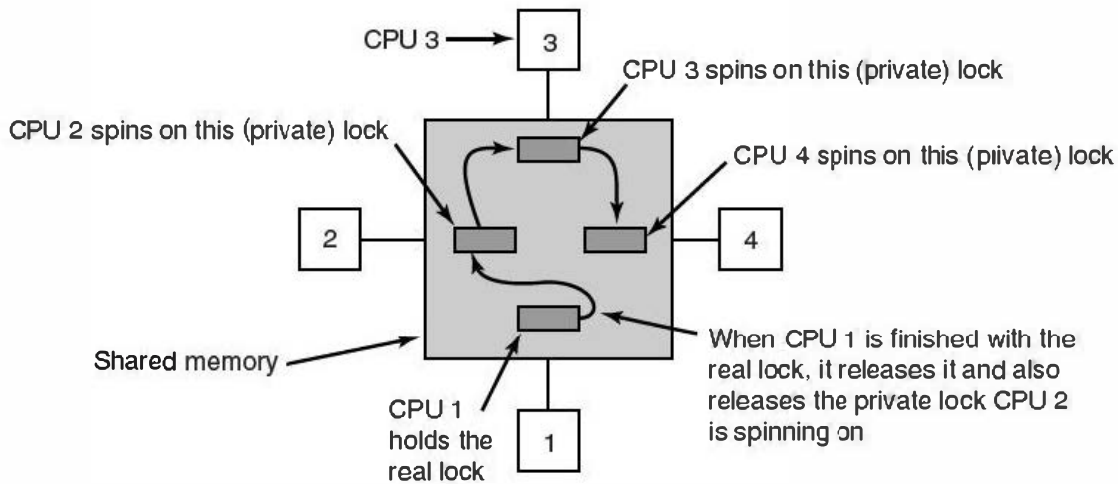 CPU 3
3
CPU 3 spins on this (private) lock
CPU 2 spins on this (private) lock
CPU 4 spins on this (private) lock
2
4
Shared memory
When CPU 1 is finished with the
real lock, it releases it and also
releases the private lock CPU 2
is spinning on
CPU 1
holds the
real lock
1